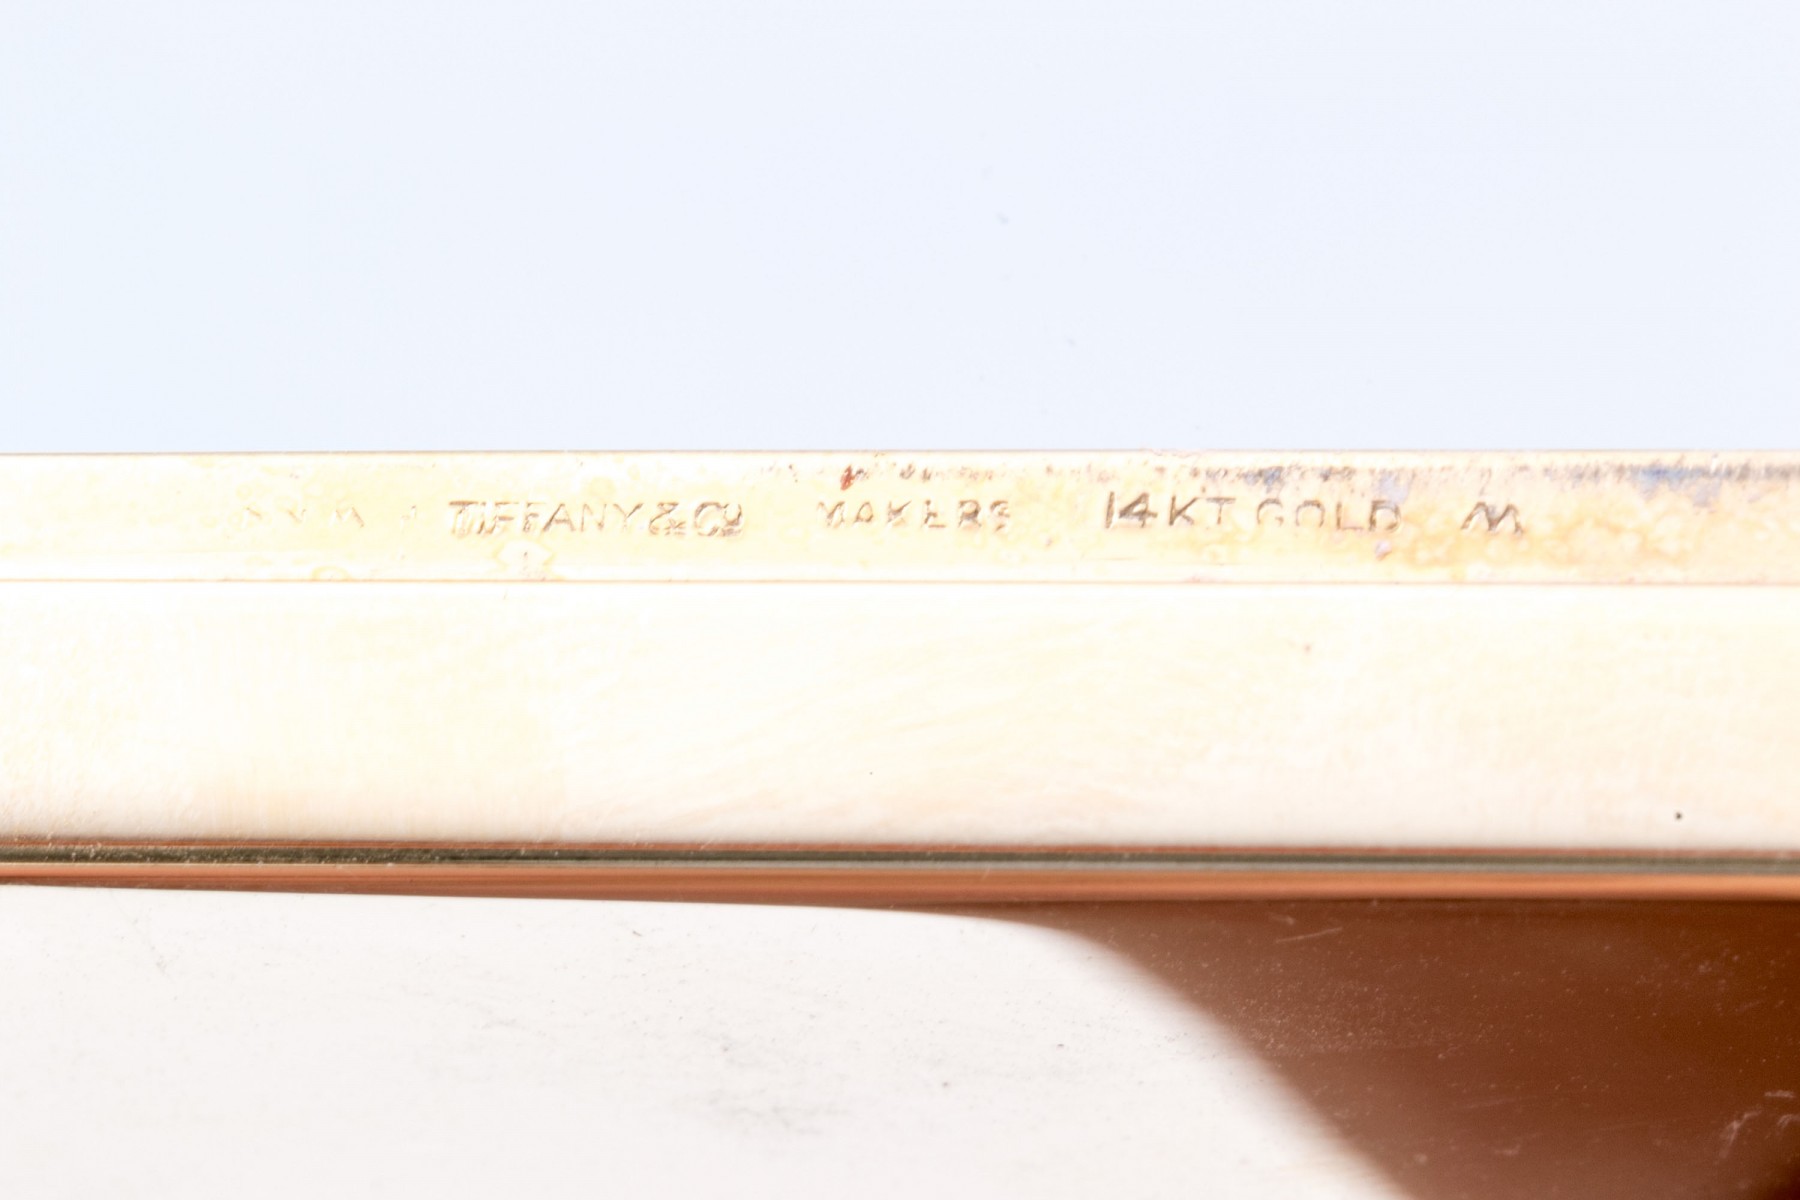 TIFFANY & Co MAKERS 14KT GOLD M